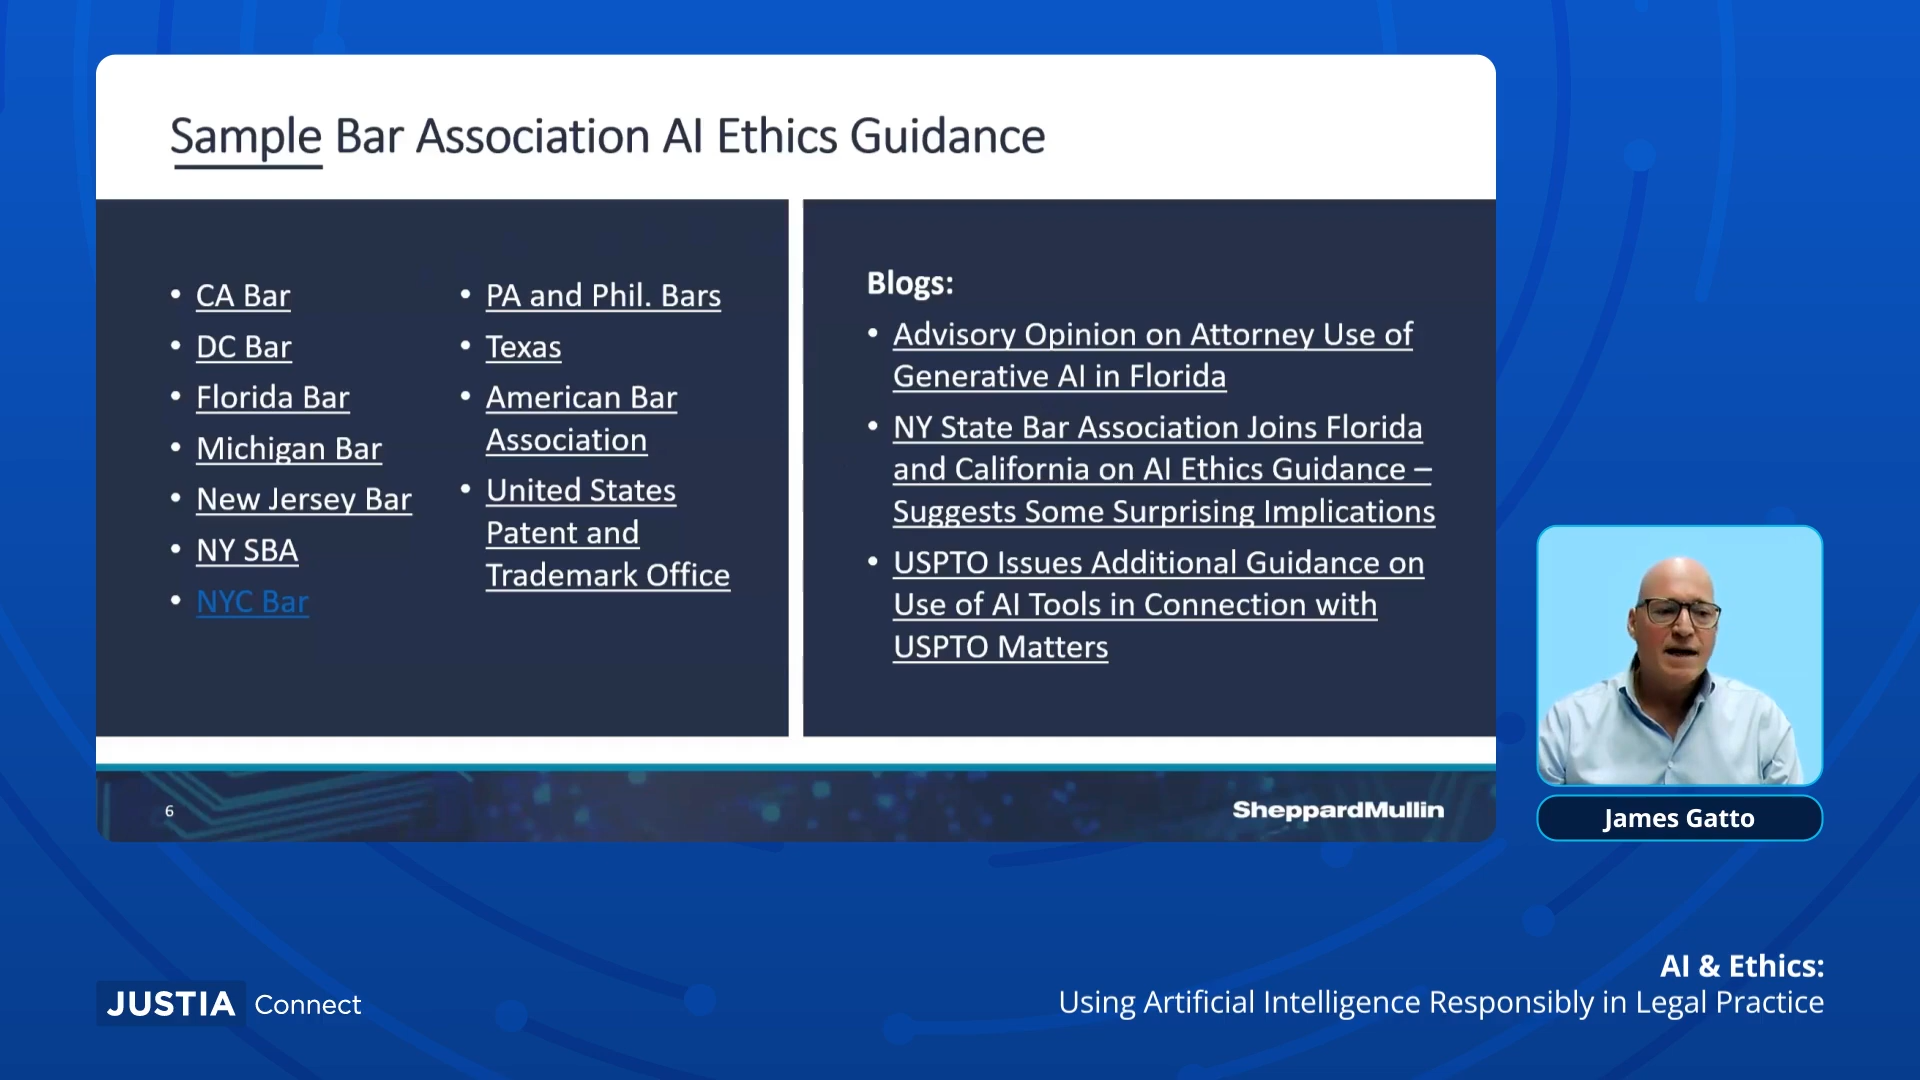 Sample Bar Association AI Ethics Guidance
• CA Bar
• DC Bar
• Florida Bar
• Michigan Bar
• New Jersey Bar
• NY SBA
• NYC Bar
• PA and Phil. Bars
• Texas
• American Bar
Association
• United States
Patent and
Trademark Office
Blogs:
• Advisory Opinion on Attorney Use of
Generative AI in Florida
• NY State Bar Association Joins Florida
and California on AI Ethics Guidance –
Suggests Some Surprising Implications
• USPTO Issues Additional Guidance on
Use of AI Tools in Connection with
USPTO Matters
6
SheppardMullin
James Gatto
JUSTIA Connect
AI & Ethics:
Using Artificial Intelligence Responsibly in Legal Practice